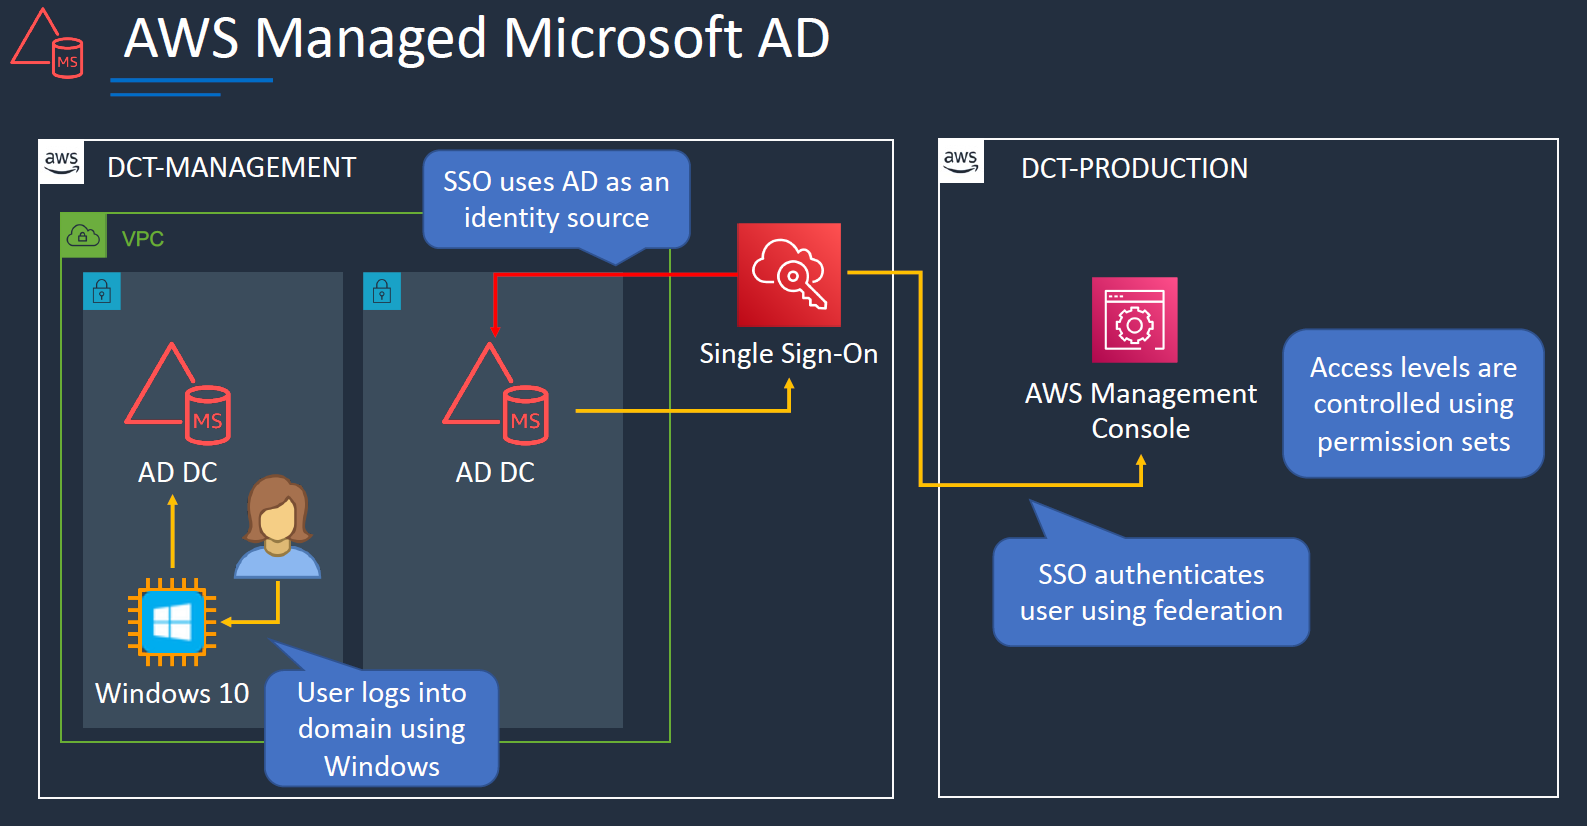 AWS Managed Microsoft AD
MS
aws
DCT-MANAGEMENT
SSO uses AD as an
identity source
VPC
MS
AD DC
MS
AD DC
Single Sign-On
Windows 10
User logs into
domain using
Windows
aws
DCT-PRODUCTION
AWS Management
Console
Access levels are
controlled using
permission sets
SSO authenticates
user using federation